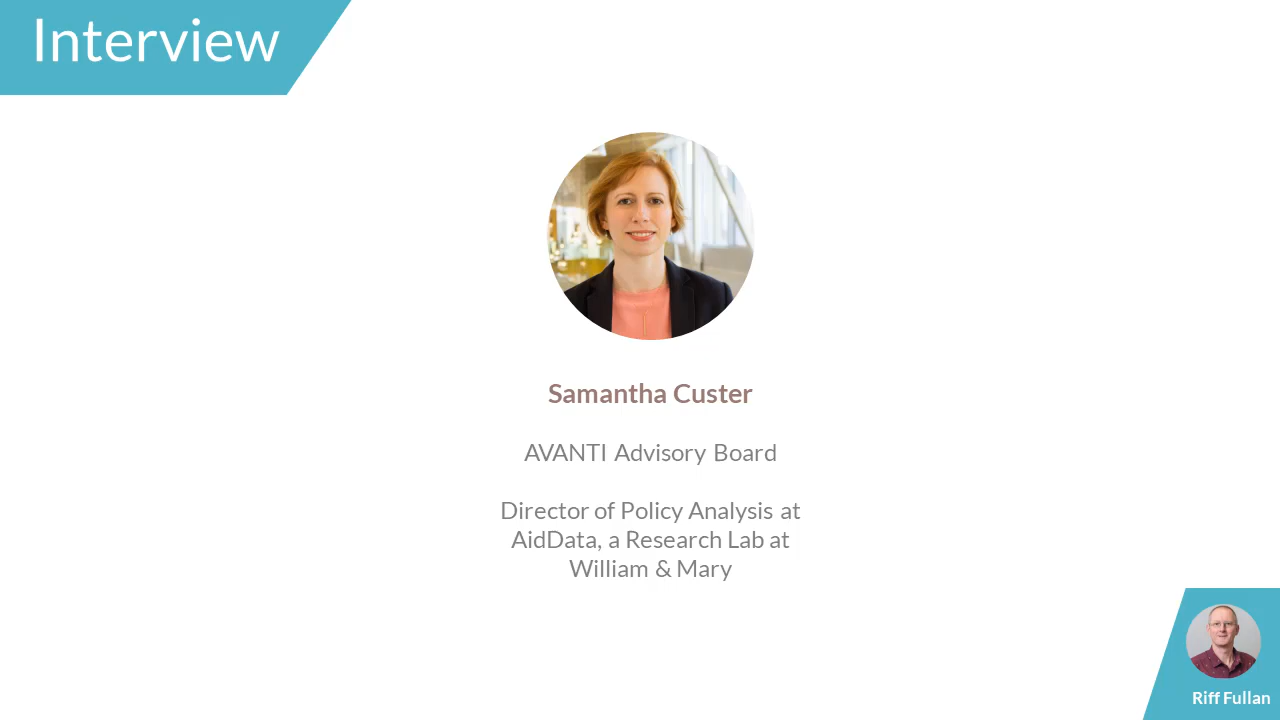 Interview
Samantha Custer
AVANTI Advisory Board
Director of Policy Analysis at
AidData, a Research Lab at
William & Mary
Riff Fullan